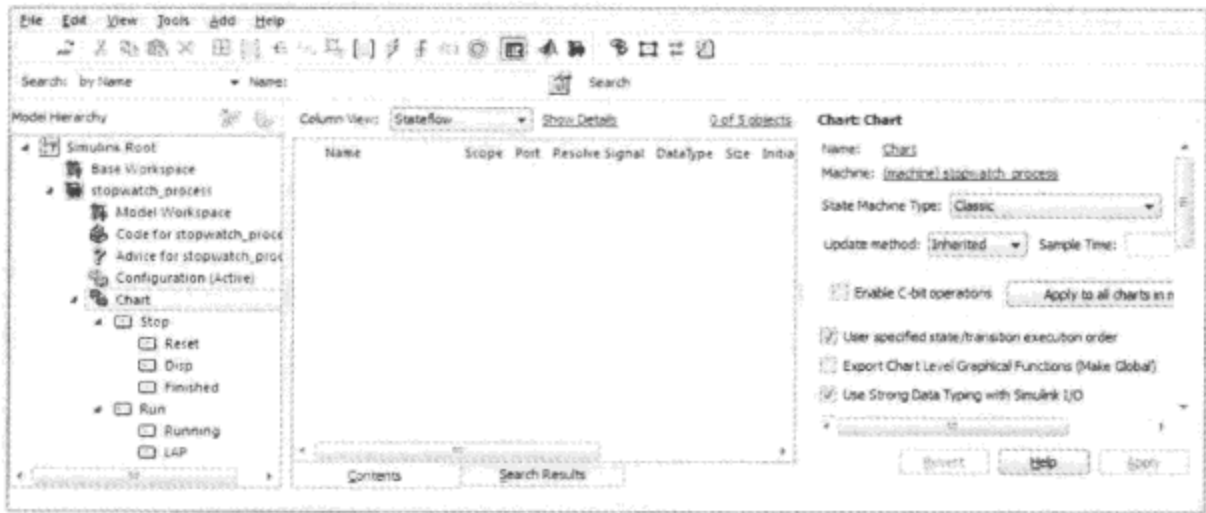 File Edit View Tools Add Help
Search: by Name Name: Search
Model Hierarchy
Simulink Root
Base Workspace
stopwatch_process
Model Workspace
Code for stopwatch_proce
Advice for stopwatch_proc
Configuration (Active)
Chart
Stop
Reset
Disp
Finished
Run
Running
LAP
Column View: Stateflow Show Details 0 of 5 objects
Name Scope Port Resolve Signal DataType Size Initia
Contents Search Results
Chart: Chart
Name: Chart
Machine: (machine) stopwatch_process
State Machine Type: Classic
Update method: Inherited Sample Time:
Enable C-bit operations Apply to all charts in n
User specified state/transition execution order
Export Chart Level Graphical Functions (Make Global)
Use Strong Data Typing with Simulink I/O
Revert Help Apply